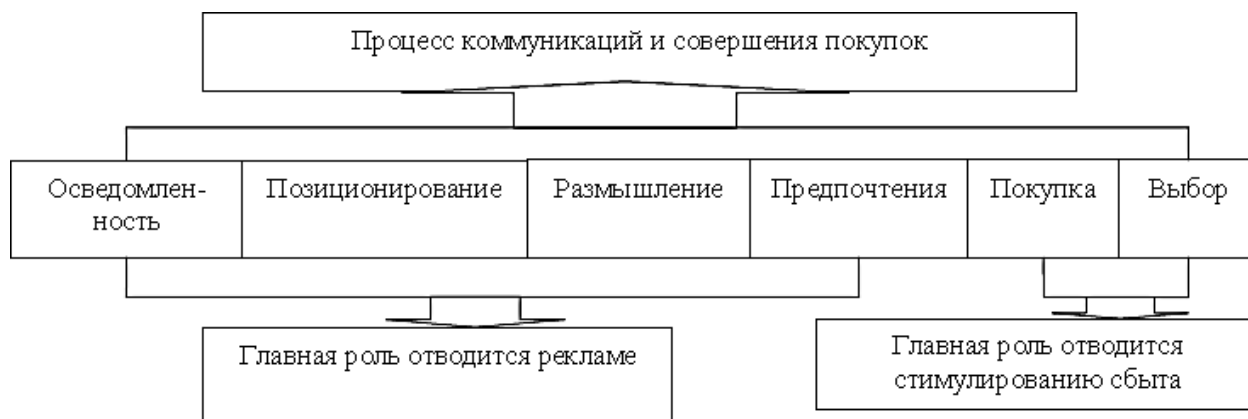 Процесс коммуникаций и совершения покупок
Осведомлен-
ность
Позиционирование
Размышление
Предпочтения
Покупка
Выбор
Главная роль отводится рекламе
Главная роль отводится
стимулированию сбыта